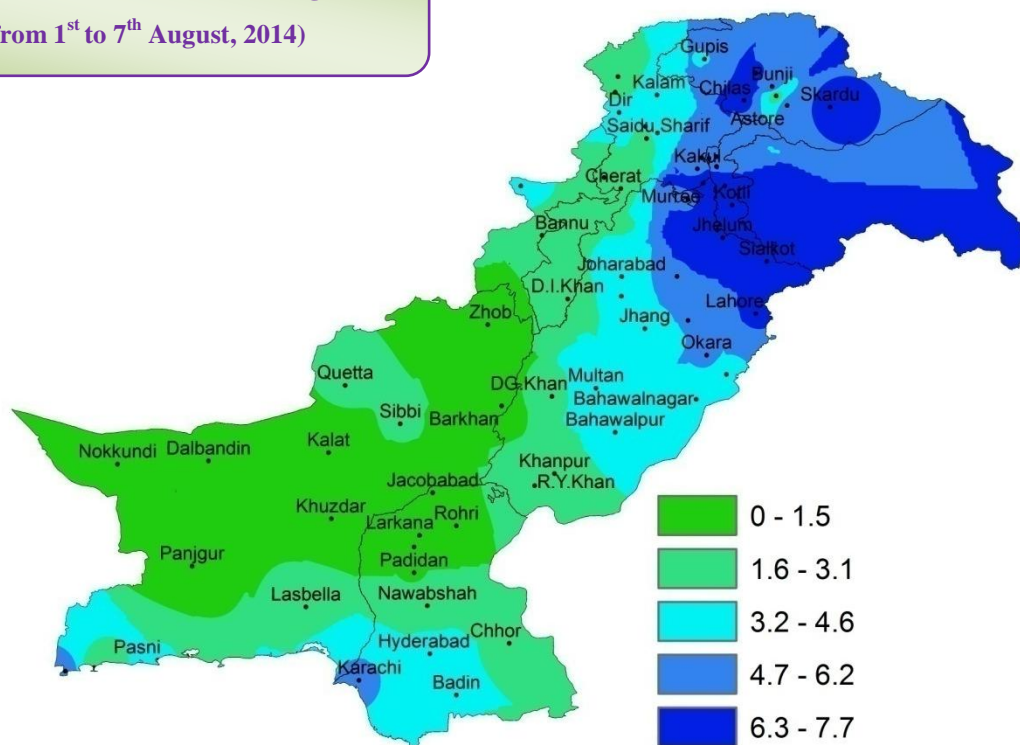 from 1st to 7th August, 2014)
Gupis
Kalam
Bunji
Chilas
Skardu
Dir
Astore
Saidu Sharif
Kakul
Cherat
Murree
Kotli
Bannu
Jhelum
Sialkot
Joharabad
D.I.Khan
Lahore
Zhob
Jhang
Okara
Quetta
DG.Khan
Multan
Bahawalnagar
Sibbi
Barkhan
Bahawalpur
Kalat
Nokkundi
Dalbandin
Khanpur
R.Y.Khan
Jacobabad
Khuzdar
Larkana
Rohri
Panjgur
Padidan
Lasbella
Nawabshah
Chhor
Pasni
Hyderabad
Karachi
Badin
0 - 1.5
1.6 - 3.1
3.2 - 4.6
4.7 - 6.2
6.3 - 7.7